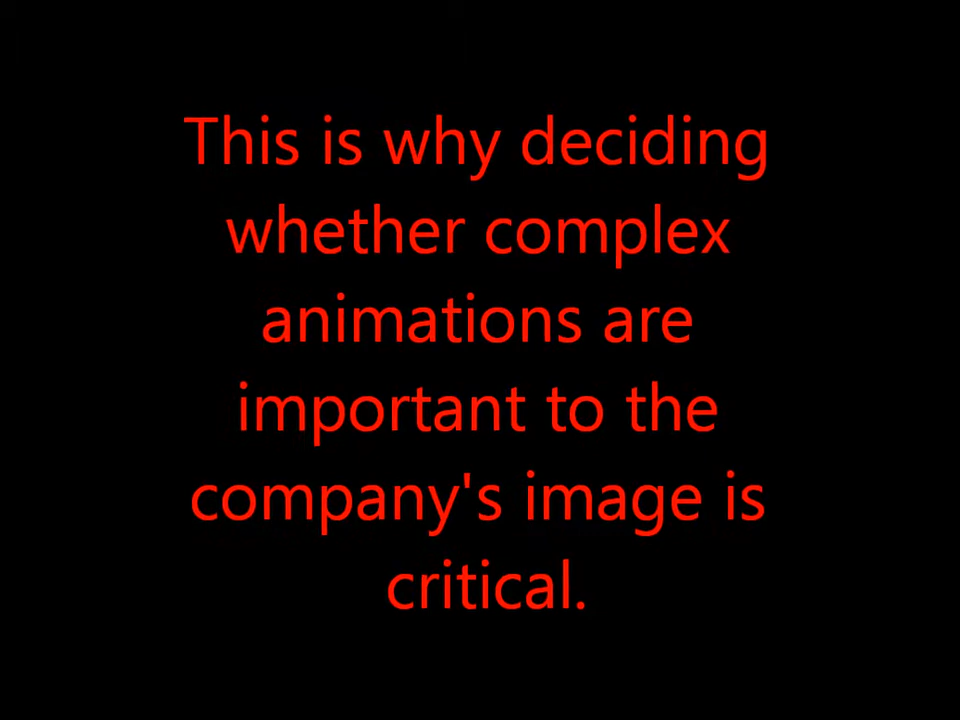 This is why deciding
whether complex
animations are
important to the
company's image is
critical.